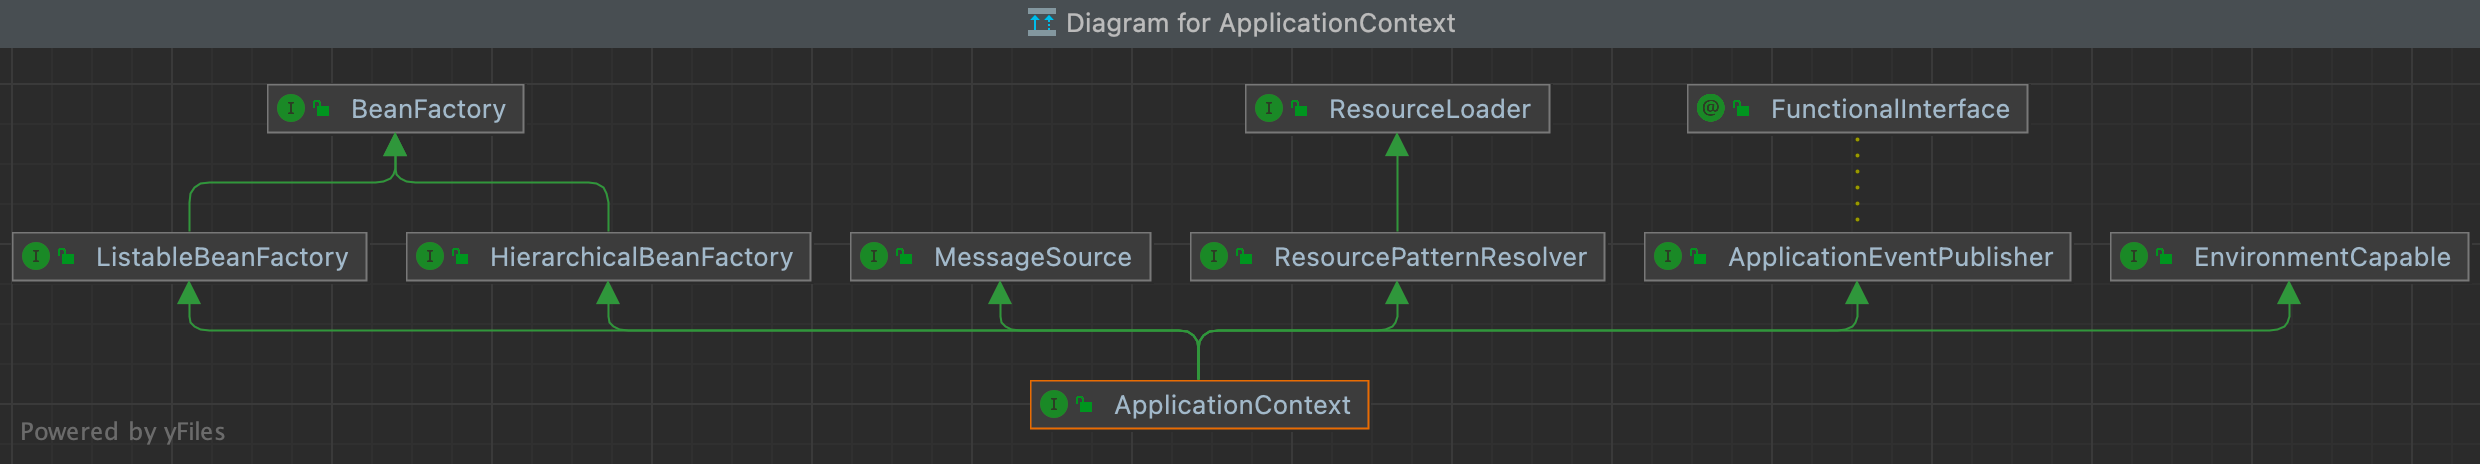 Diagram for ApplicationContext
I BeanFactory
I ResourceLoader
@ FunctionalInterface
I ListableBeanFactory
I HierarchicalBeanFactory
I MessageSource
I ResourcePatternResolver
I ApplicationEventPublisher
I EnvironmentCapable
I ApplicationContext
Powered by yFiles